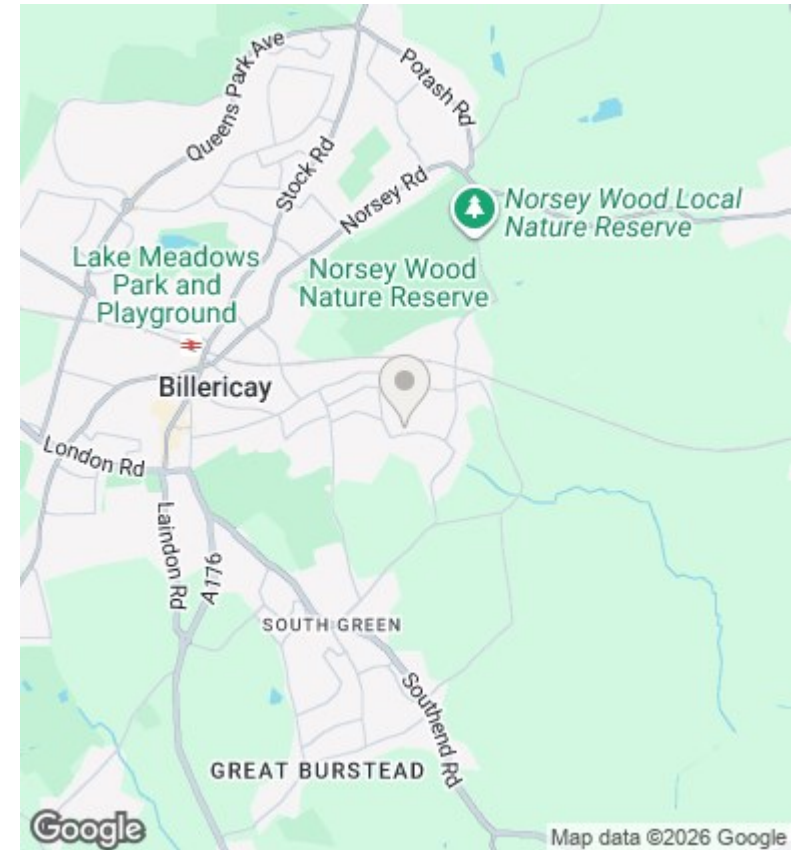 Queens Park Ave
Potash Rd
Stock Rd
Norsey Rd
Norsey Wood Local
Nature Reserve
Lake Meadows
Park and
Playground
Norsey Wood
Nature Reserve
Billericay
London Rd
Laindon Rd
A176
SOUTH GREEN
Southend Rd
GREAT BURSTEAD
Google
Map data ©2026 Google